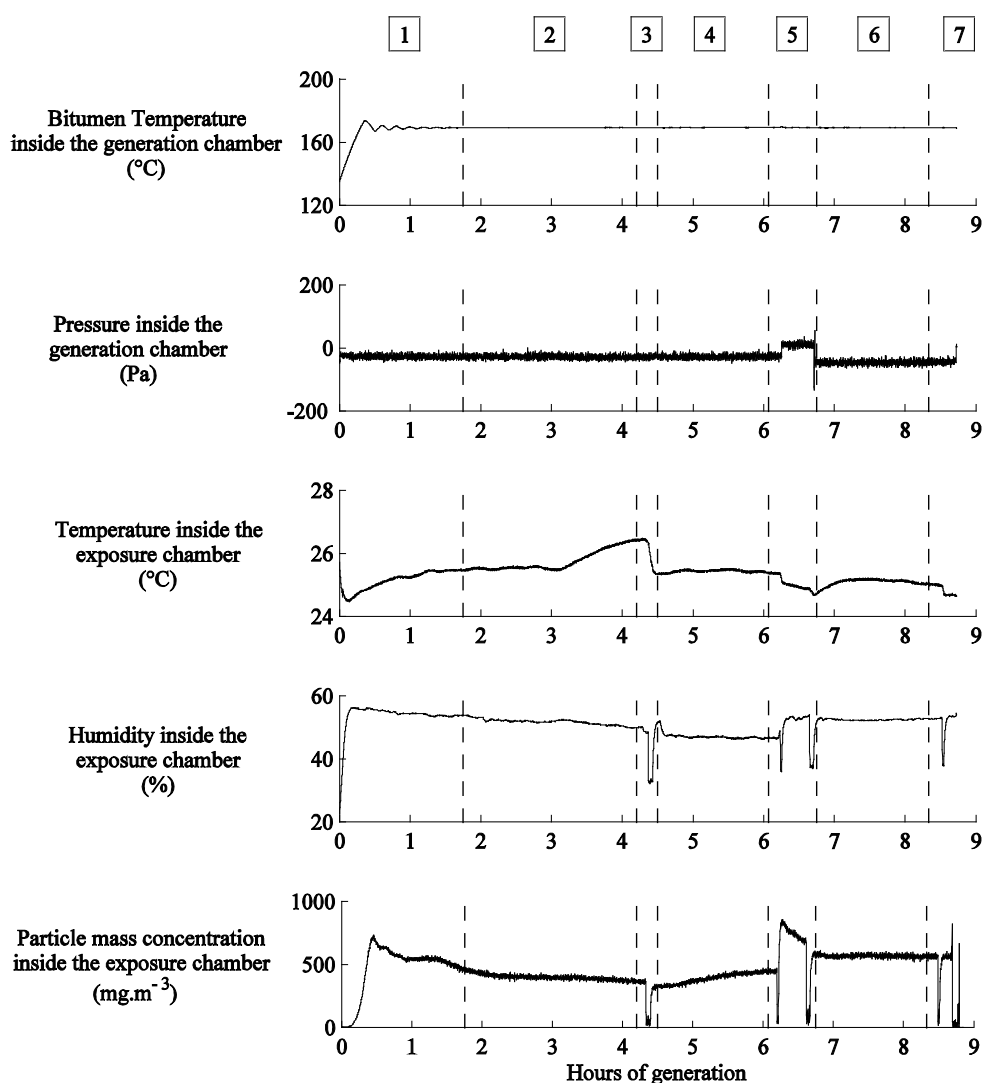 1 2 3 4 5 6 7
Bitumen Temperature
inside the generation chamber
(°C)
200
160
120
0 1 2 3 4 5 6 7 8 9
Pressure inside the
generation chamber
(Pa)
200
0
-200
0 1 2 3 4 5 6 7 8 9
Temperature inside the
exposure chamber
(°C)
28
26
24
0 1 2 3 4 5 6 7 8 9
Humidity inside the
exposure chamber
(%)
60
40
20
0 1 2 3 4 5 6 7 8 9
Particle mass concentration
inside the exposure chamber
(mg.m⁻³)
1000
500
0
0 1 2 3 4 5 6 7 8 9
Hours of generation